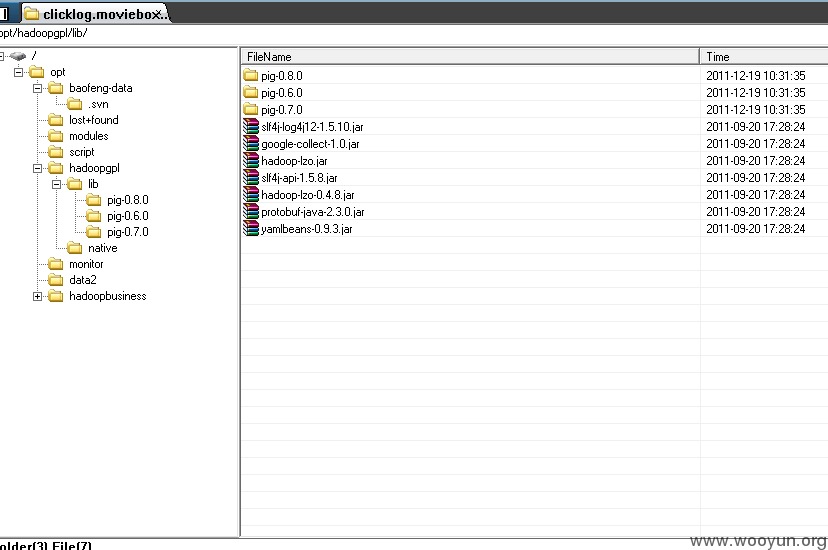 clicklog.moviebox..
opt/hadoopgpl/lib/
/
opt
baofeng-data
.svn
lost+found
modules
script
hadoopgpl
lib
pig-0.8.0
pig-0.6.0
pig-0.7.0
native
monitor
data2
hadoopbusiness
FileName Time
pig-0.8.0 2011-12-19 10:31:35
pig-0.6.0 2011-12-19 10:31:35
pig-0.7.0 2011-12-19 10:31:35
slf4j-log4j12-1.5.10.jar 2011-09-20 17:28:24
google-collect-1.0.jar 2011-09-20 17:28:24
hadoop-lzo.jar 2011-09-20 17:28:24
slf4j-api-1.5.8.jar 2011-09-20 17:28:24
hadoop-lzo-0.4.8.jar 2011-09-20 17:28:24
protobuf-java-2.3.0.jar 2011-09-20 17:28:24
yamlbeans-0.9.3.jar 2011-09-20 17:28:24
older(3) File(7)
www.wooyun.org